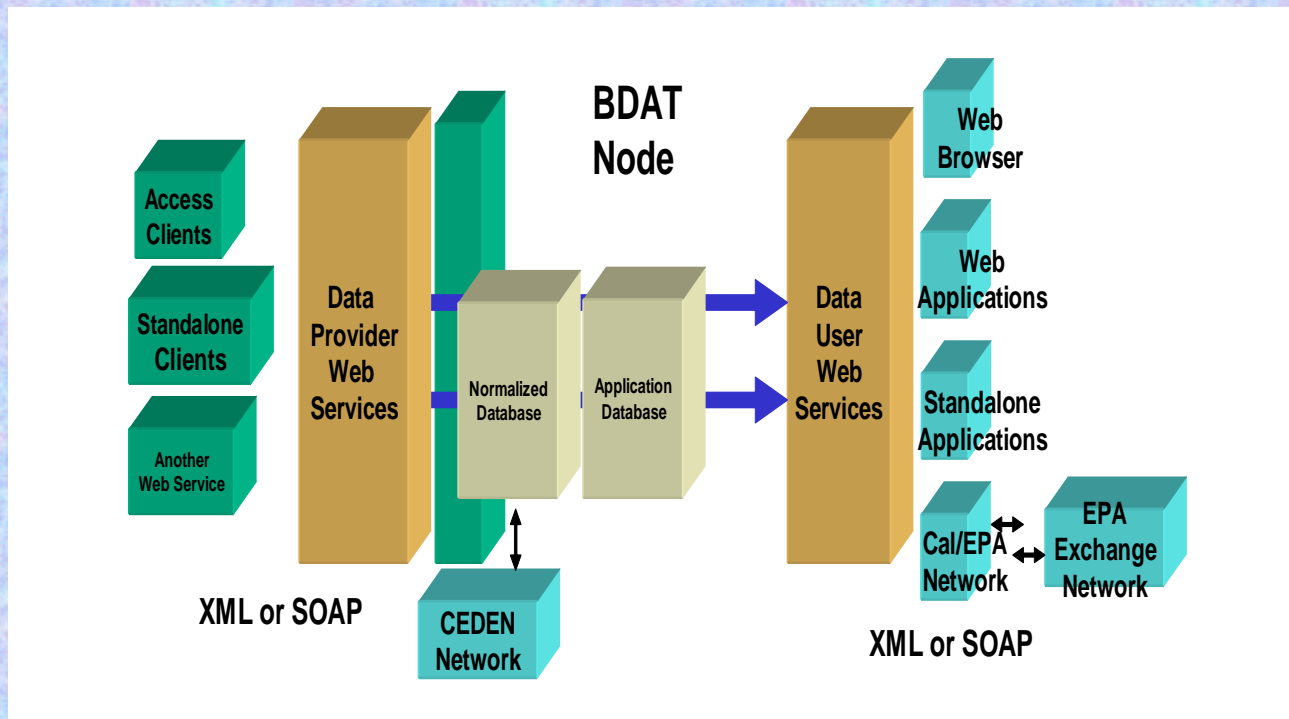 BDAT
Node
Access
Clients
Standalone
Clients
Another
Web Service
Data
Provider
Web
Services
Normalized
Database
Application
Database
Data
User
Web
Services
Web
Browser
Web
Applications
Standalone
Applications
Cal/EPA
Network
EPA
Exchange
Network
XML or SOAP
CEDEN
Network
XML or SOAP